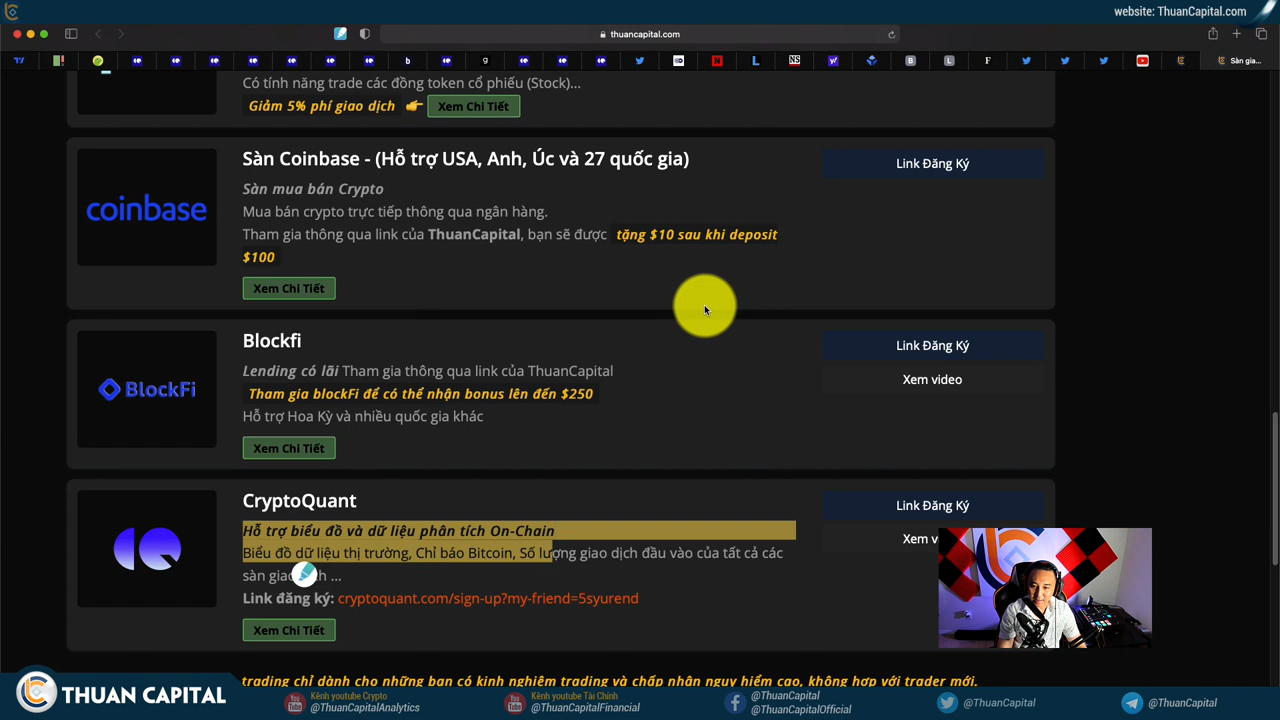 website: ThuanCapital.com
thuancapital.com
Sàn gia...
Có tính năng trade các đồng token cổ phiếu (Stock)...
Giảm 5% phí giao dịch 👉 Xem Chi Tiết
coinbase
Sàn Coinbase - (Hỗ trợ USA, Anh, Úc và 27 quốc gia)
Link Đăng Ký
Sàn mua bán Crypto
Mua bán crypto trực tiếp thông qua ngân hàng.
Tham gia thông qua link của ThuanCapital, bạn sẽ được tặng $10 sau khi deposit
$100
Xem Chi Tiết
BlockFi
Blockfi
Link Đăng Ký
Lending có lãi Tham gia thông qua link của ThuanCapital
Xem video
Tham gia blockFi để có thể nhận bonus lên đến $250
Hỗ trợ Hoa Kỳ và nhiều quốc gia khác
Xem Chi Tiết
CryptoQuant
Link Đăng Ký
Hỗ trợ biểu đồ và dữ liệu phân tích On-Chain
Xem v
Biểu đồ dữ liệu thị trường, Chỉ báo Bitcoin, Số lượng giao dịch đầu vào của tất cả các
sàn ...
Link đăng ký: cryptoquant.com/sign-up?my-friend=5syurend
Xem Chi Tiết
trading chỉ dành cho những bạn có kinh nghiệm trading và chấp nhận nguy hiểm cao, không hợp với trader mới.
THUAN CAPITAL
Kênh youtube Crypto
@ThuanCapitalAnalytics
Kênh youtube Tài Chính
@ThuanCapitalFinancial
@ThuanCapital
@ThuanCapitalOfficial
@ThuanCapital
@ThuanCapital